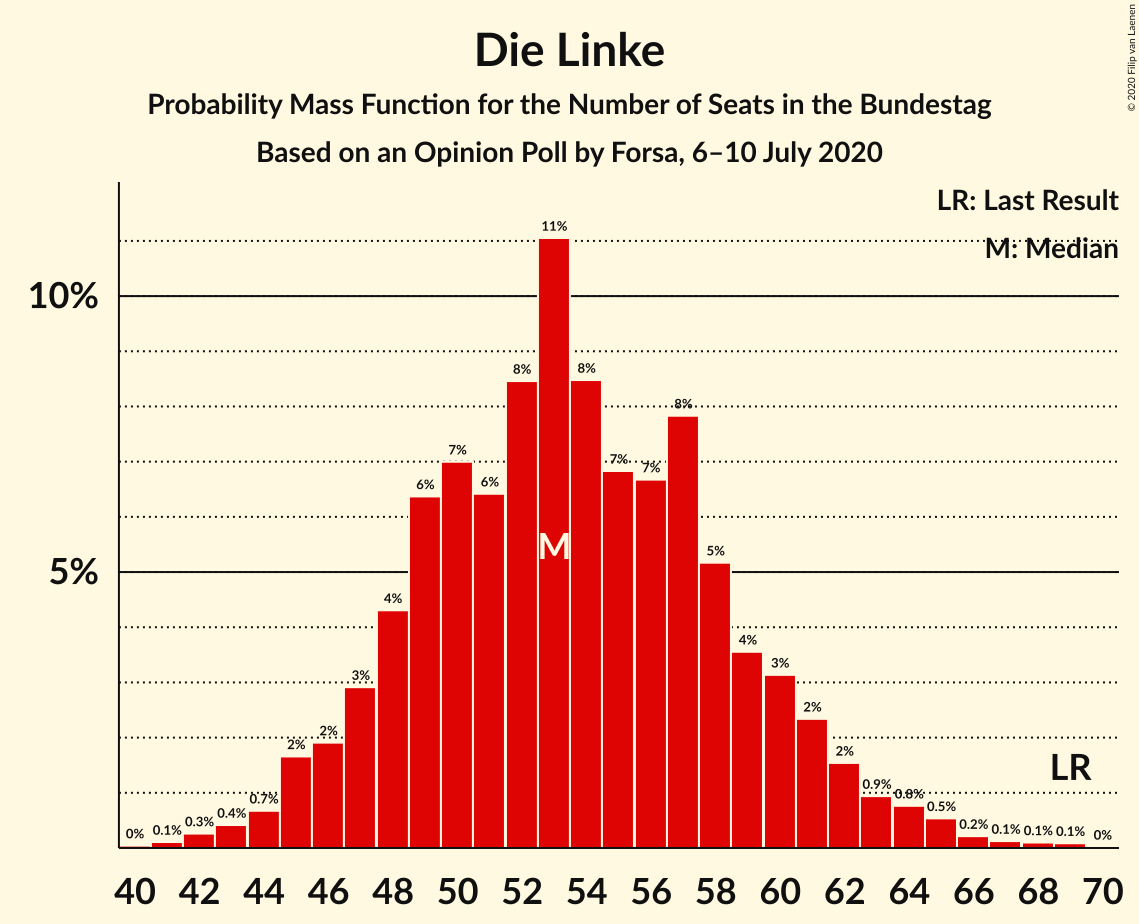 Die Linke
Probability Mass Function for the Number of Seats in the Bundestag
Based on an Opinion Poll by Forsa, 6–10 July 2020
© 2020 Filip van Laenen
LR: Last Result
M: Median
10%
5%
0% 0.1% 0.3% 0.4% 0.7% 2% 2% 3% 4% 6% 7% 6% 8% 11% 8% 7% 7% 8% 5% 4% 3% 2% 2% 0.9% 0.8% 0.5% 0.2% 0.1% 0.1% 0.1% 0%
M
LR
40 42 44 46 48 50 52 54 56 58 60 62 64 66 68 70